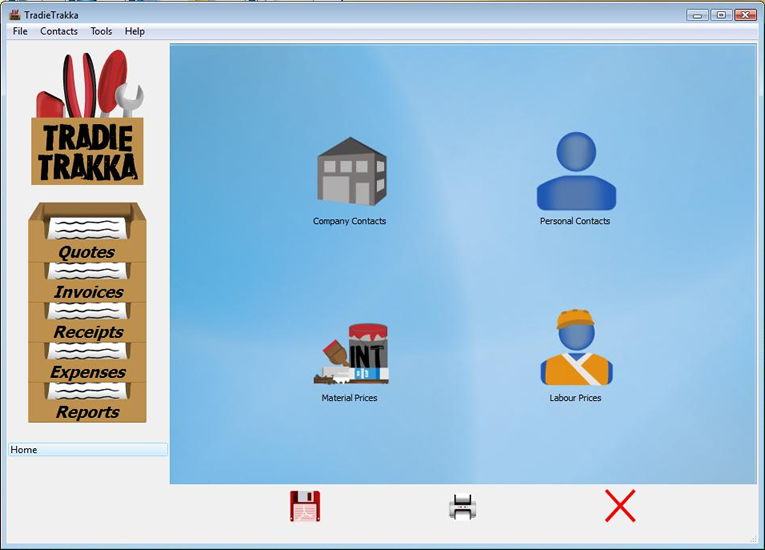 TradieTrakka
File Contacts Tools Help
TRADIE
TRAKKA
Quotes
Invoices
Receipts
Expenses
Reports
Home
Company Contacts
Personal Contacts
INT
Material Prices
Labour Prices